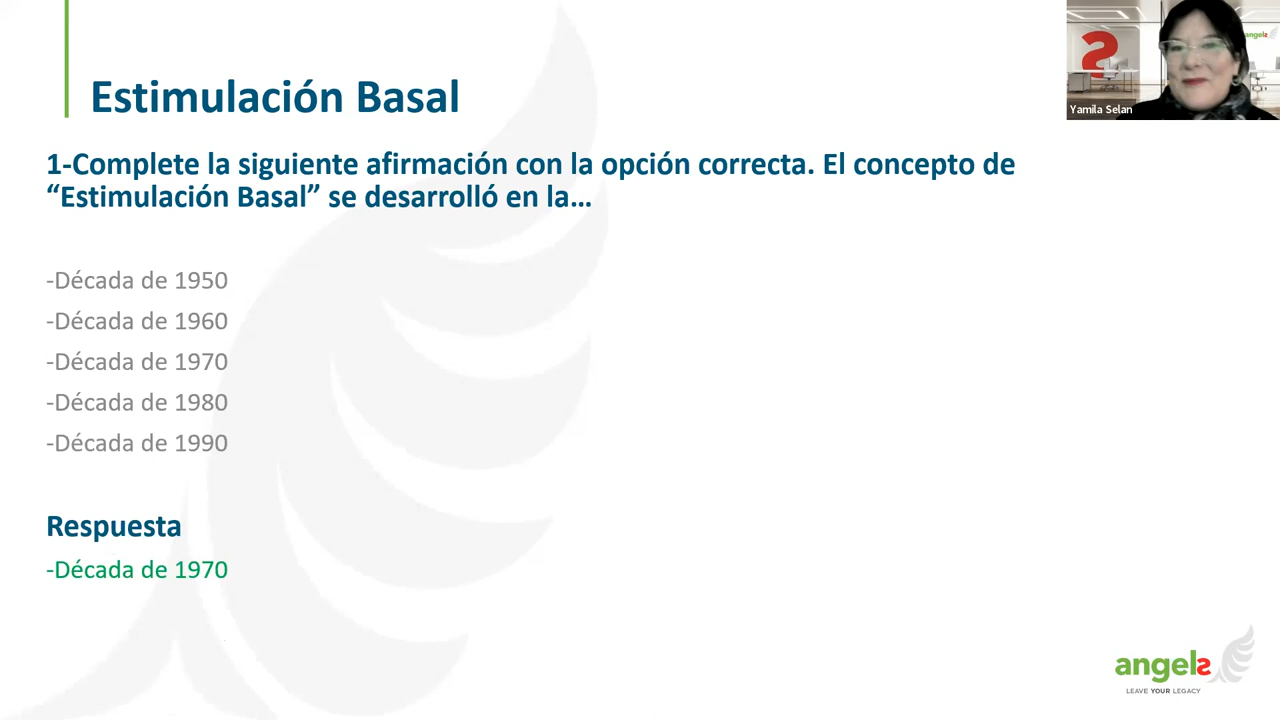 Estimulación Basal
1-Complete la siguiente afirmación con la opción correcta. El concepto de
“Estimulación Basal” se desarrolló en la…
-Década de 1950
-Década de 1960
-Década de 1970
-Década de 1980
-Década de 1990
Respuesta
-Década de 1970
angels
Yamila Selan
angels
LEAVE YOUR LEGACY